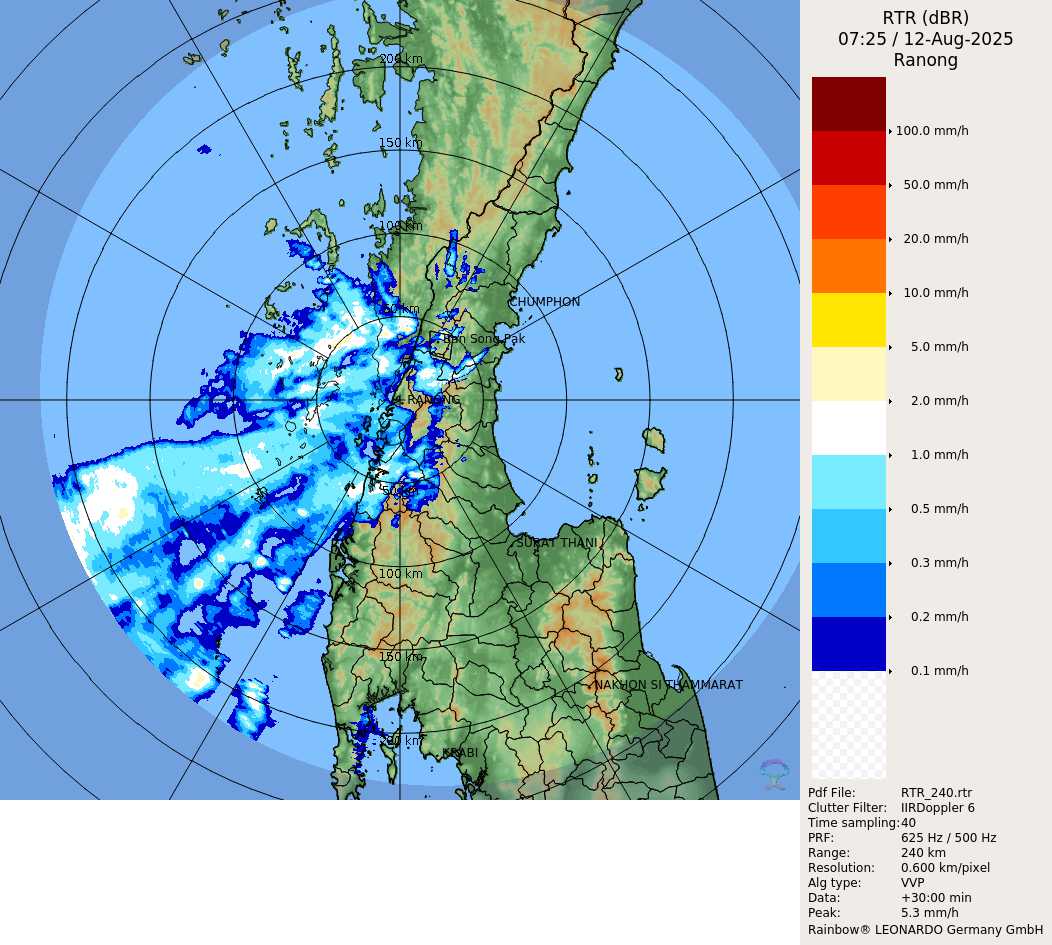 RTR (dBR)
07:25 / 12-Aug-2025
Ranong
100.0 mm/h
50.0 mm/h
20.0 mm/h
10.0 mm/h
5.0 mm/h
2.0 mm/h
1.0 mm/h
0.5 mm/h
0.3 mm/h
0.2 mm/h
0.1 mm/h
200 km
150 km
100 km
CHUMPHON
50 km
Ban Song Pak
RANONG
50 km
SURAT THANI
100 km
150 km
NAKHON SI THAMMARAT
200 km
KRABI
Pdf File: RTR_240.rtr
Clutter Filter: IIRDoppler 6
Time sampling: 40
PRF: 625 Hz / 500 Hz
Range: 240 km
Resolution: 0.600 km/pixel
Alg type: VVP
Data: +30:00 min
Peak: 5.3 mm/h
Rainbow® LEONARDO Germany GmbH